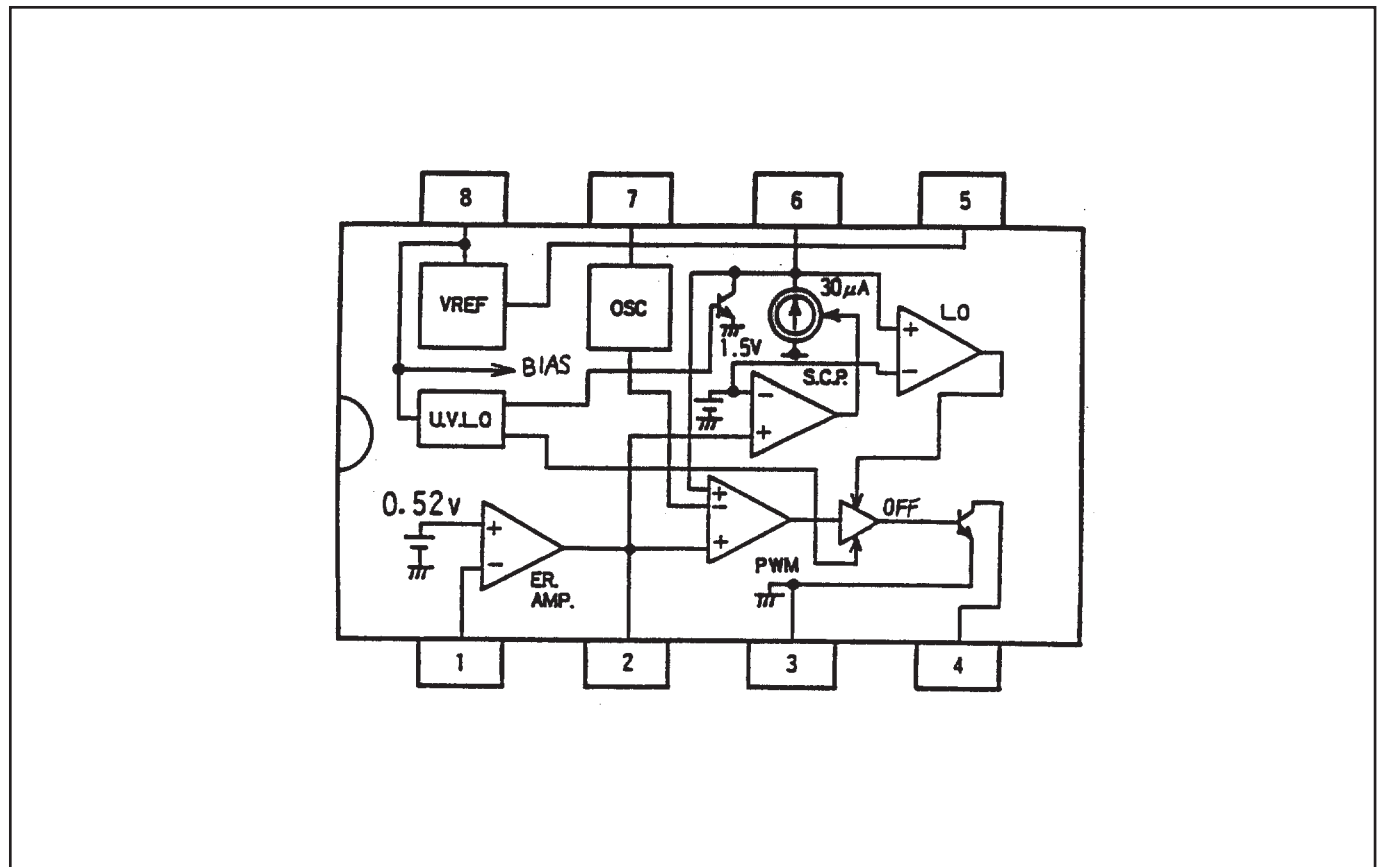 8
7
6
5
VREF
OSC
30μA
L.O
1.5V
BIAS
S.C.P.
U.V.L.O
+
−
−
+
0.52v
+
−
ER.
AMP.
+
−
+
OFF
PWM
1
2
3
4